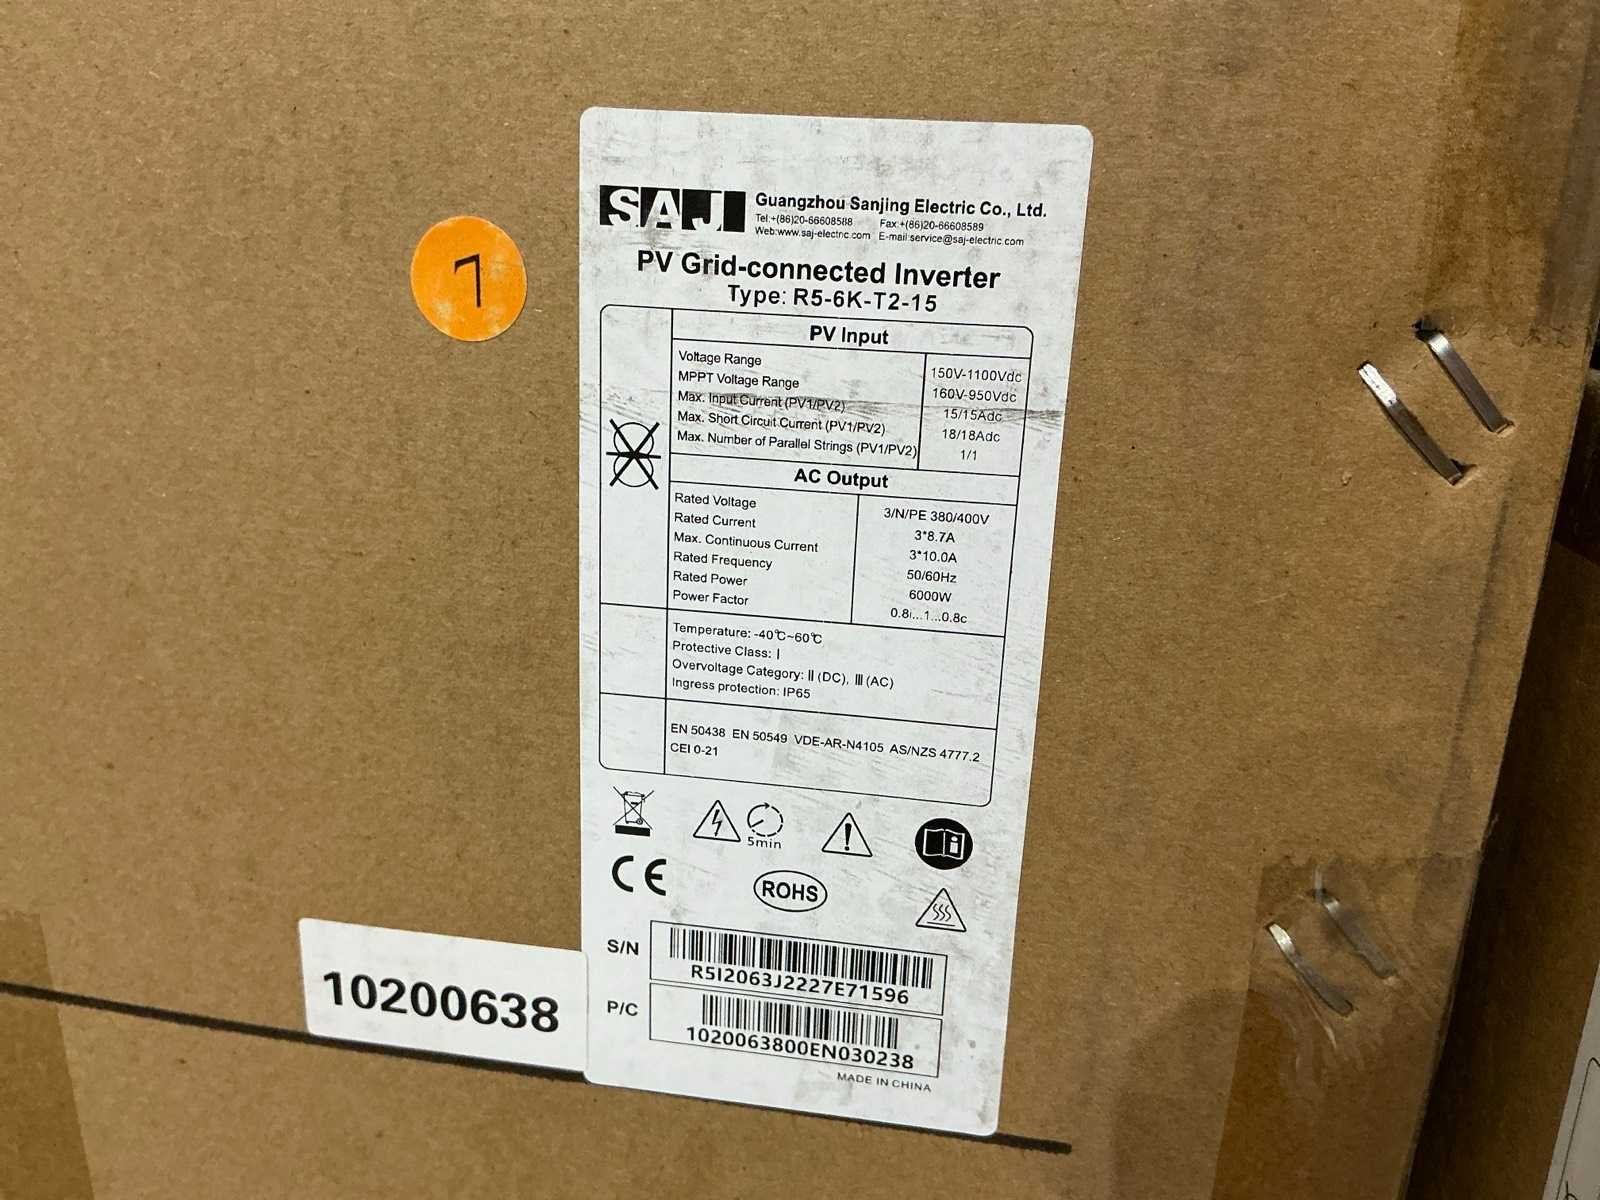 SAJ
Guangzhou Sanjing Electric Co., Ltd.
Tel:+(86)20-66608588 Fax:+(86)20-66608589
Web:www.saj-electric.com E-mail:service@saj-electric.com
PV Grid-connected Inverter
Type: R5-6K-T2-15
7
PV Input
Voltage Range 150V-1100Vdc
MPPT Voltage Range 160V-950Vdc
Max. Input Current (PV1/PV2) 15/15Adc
Max. Short Circuit Current (PV1/PV2) 18/18Adc
Max. Number of Parallel Strings (PV1/PV2) 1/1
AC Output
Rated Voltage 3/N/PE 380/400V
Rated Current 3*8.7A
Max. Continuous Current 3*10.0A
Rated Frequency 50/60Hz
Rated Power 6000W
Power Factor 0.8i...1...0.8c
Temperature: -40℃~60℃
Protective Class: I
Overvoltage Category: II (DC), III (AC)
Ingress protection: IP65
EN 50438 EN 50549 VDE-AR-N4105 AS/NZS 4777.2
CEI 0-21
5min
CE
ROHS
S/N
R5I2063J2227E71596
P/C
1020063800EN030238
MADE IN CHINA
10200638